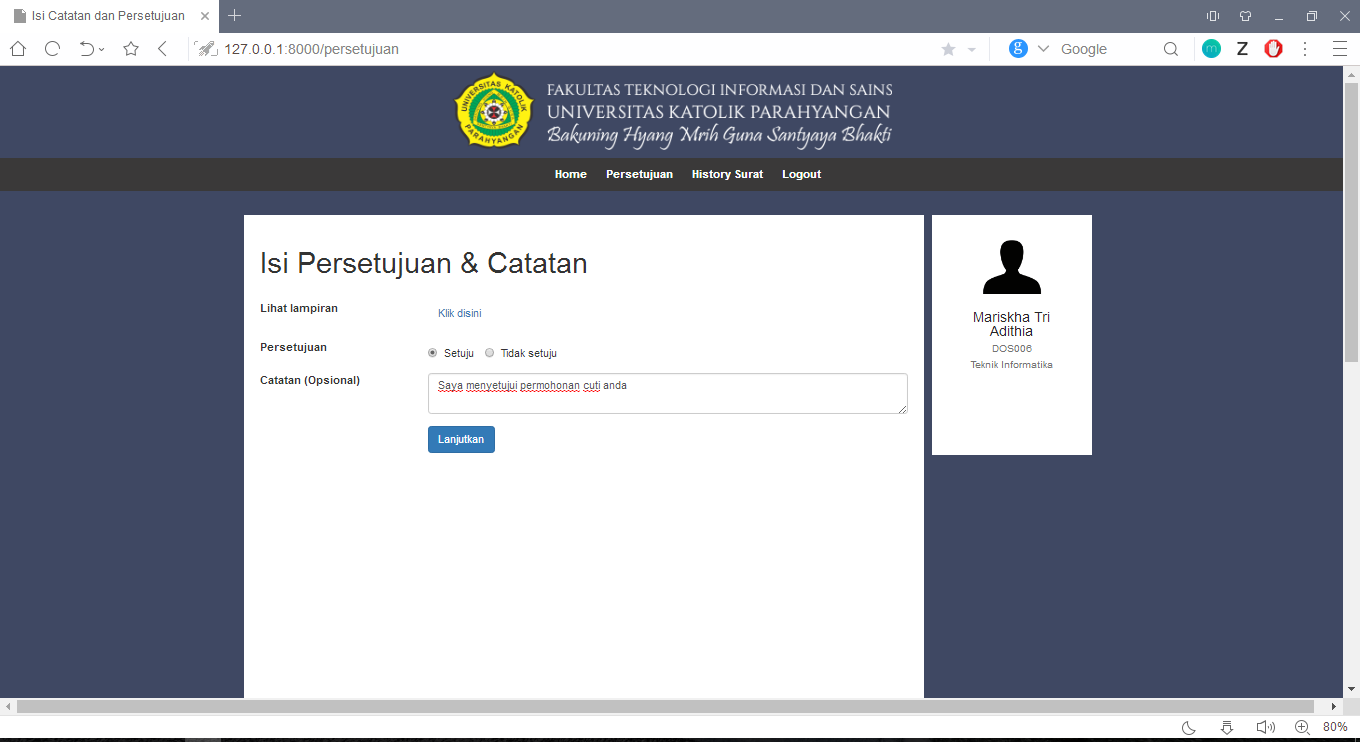 Isi Catatan dan Persetujuan
127.0.0.1:8000/persetujuan
g
Google
m
Z
UNIVERSITAS KATOLIK
PARAHYANGAN
FAKULTAS TEKNOLOGI INFORMASI DAN SAINS
UNIVERSITAS KATOLIK PARAHYANGAN
Bakuning Hyang Mrih Guna Santyaya Bhakti
Home Persetujuan History Surat Logout
Isi Persetujuan & Catatan
Lihat lampiran Klik disini
Persetujuan Setuju Tidak setuju
Catatan (Opsional) Saya menyetujui permohonan cuti anda
Lanjutkan
Mariskha Tri
Adithia
DOS006
Teknik Informatika
80%